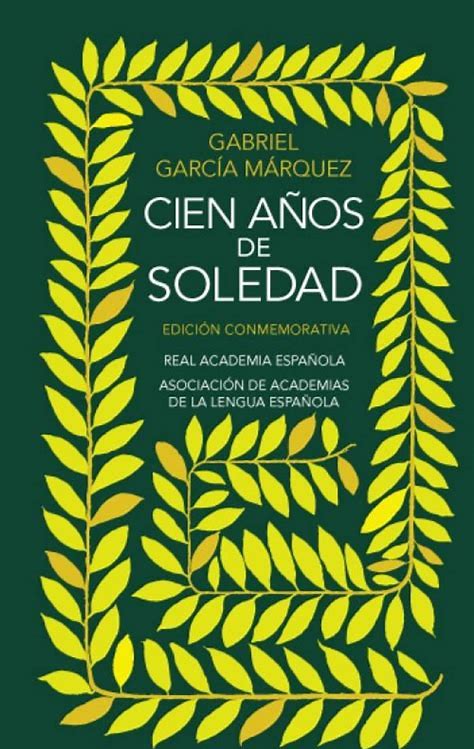 GABRIEL
GARCÍA MÁRQUEZ
CIEN AÑOS
DE
SOLEDAD
EDICIÓN CONMEMORATIVA
REAL ACADEMIA ESPAÑOLA
ASOCIACIÓN DE ACADEMIAS
DE LA LENGUA ESPAÑOLA